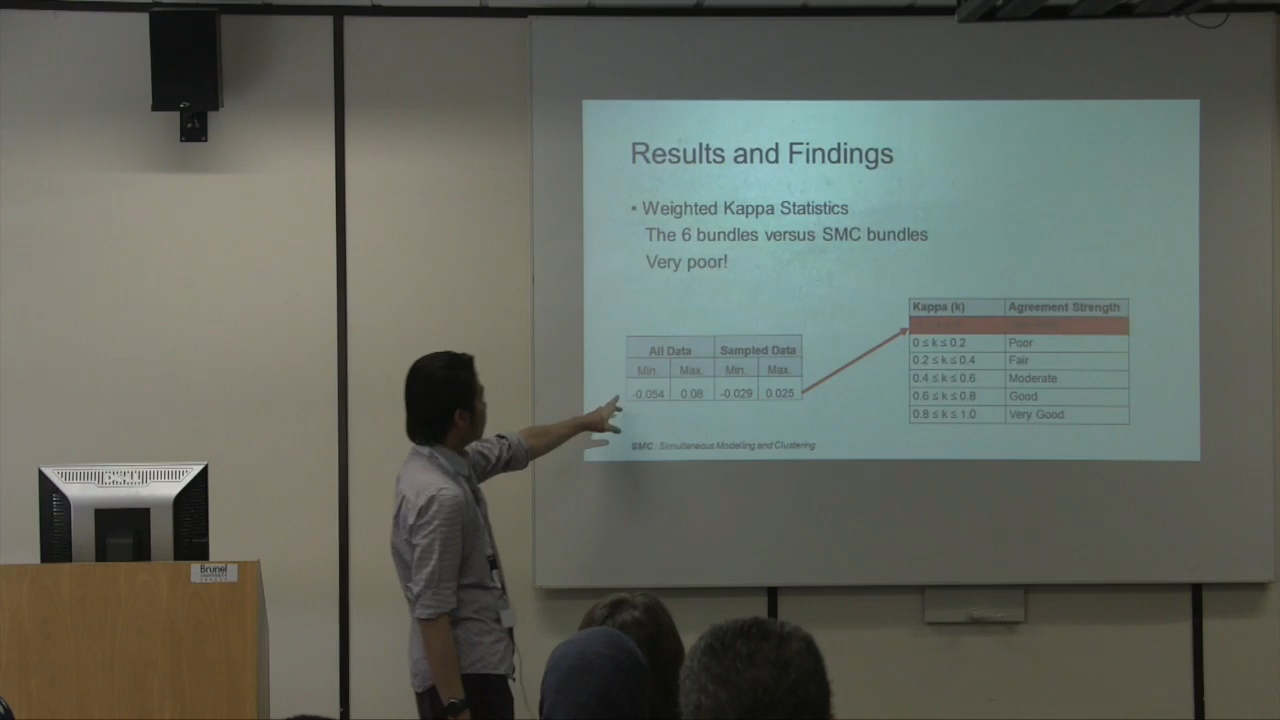 Results and Findings
• Weighted Kappa Statistics
The 6 bundles versus SMC bundles
Very poor!
Kappa (k) Agreement Strength
0 ≤ k ≤ 0.2 Poor
0.2 ≤ k ≤ 0.4 Fair
0.4 ≤ k ≤ 0.6 Moderate
0.6 ≤ k ≤ 0.8 Good
0.8 ≤ k ≤ 1.0 Very Good
All Data Sampled Data
Min. Max. Min. Max.
-0.054 0.08 -0.029 0.025
SMC : Simultaneous Modelling and Clustering
Brunel